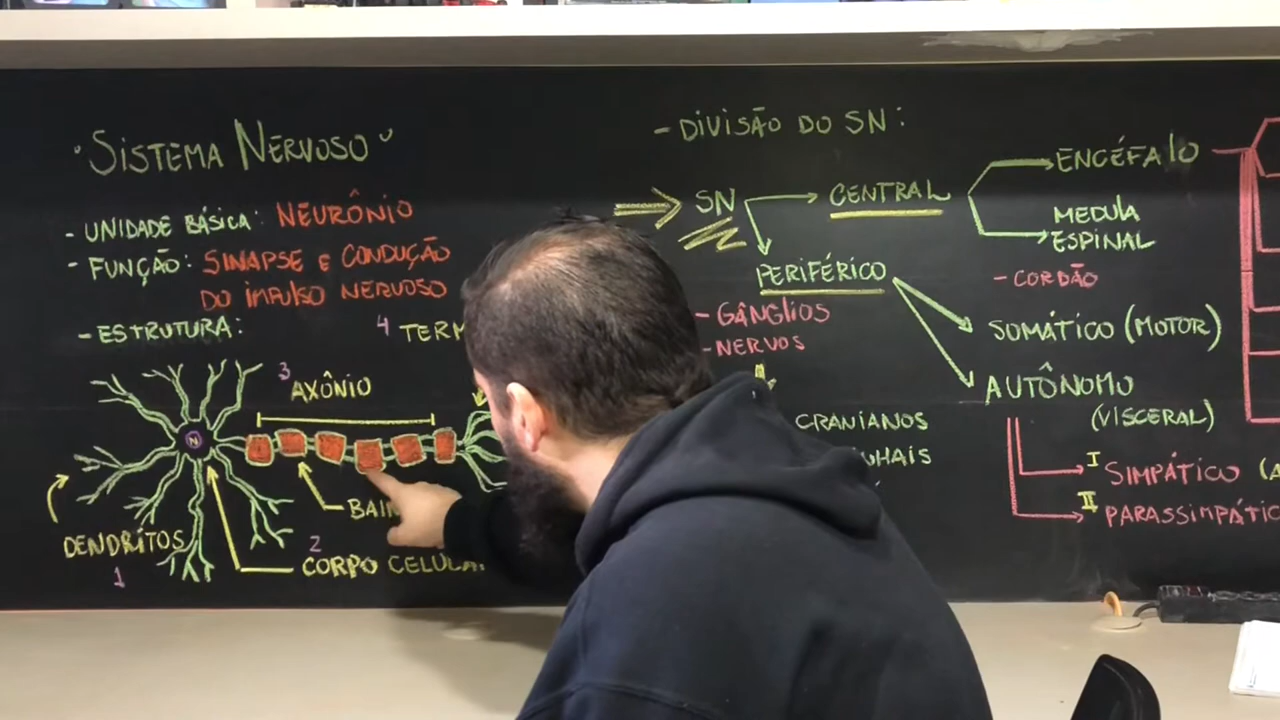 "SISTEMA NERVOSO"
- UNIDADE BÁSICA: NEURÔNIO
- FUNÇÃO: SINAPSE E CONDUÇÃO
DO IMPULSO NERVOSO
- ESTRUTURA:
4
3 AXÔNIO
N
DENDRITOS
1
2
CORPO
- DIVISÃO DO SN:
SN
CENTRAL
ENCÉFALO
MEDULA
ESPINAL
- CORDÃO
PERIFÉRICO
- GÂNGLIOS
- NERVOS
CRANIANOS
SOMÁTICO (MOTOR)
AUTÔNOMO
(VISCERAL)
I SIMPÁTICO
II